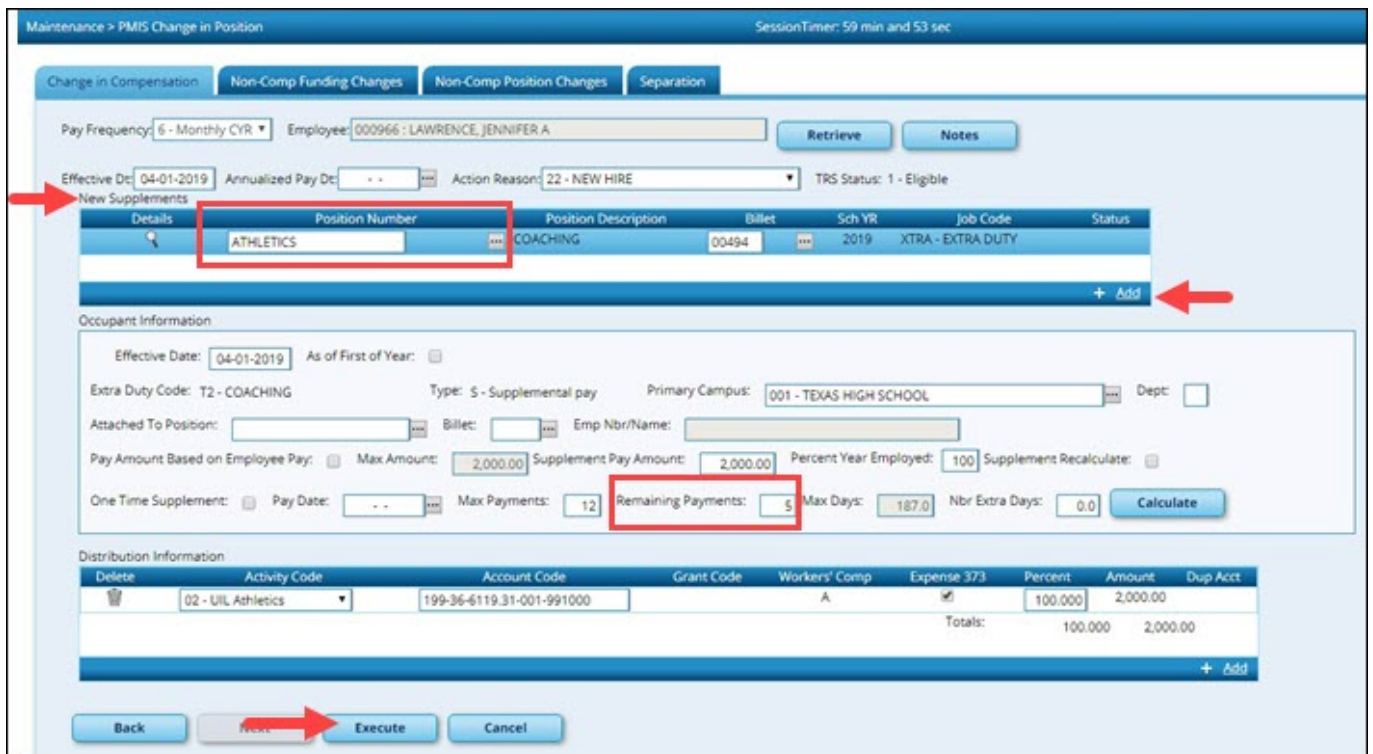 Maintenance > PMIS Change in Position SessionTimer: 59 min and 53 sec
Change in Compensation Non-Comp Funding Changes Non-Comp Position Changes Separation
Pay Frequency: 6 - Monthly CYR Employee: 000966 : LAWRENCE, JENNIFER A Retrieve Notes
Effective Dt: 04-01-2019 Annualized Pay Dt: - - Action Reason: 22 - NEW HIRE TRS Status: 1 - Eligible
New Supplements
Details Position Number Position Description Billet Sch YR Job Code Status
ATHLETICS ... COACHING 00494 ... 2019 XTRA - EXTRA DUTY
+ Add
Occupant Information
Effective Date: 04-01-2019 As of First of Year:
Extra Duty Code: T2 - COACHING Type: S - Supplemental pay Primary Campus: 001 - TEXAS HIGH SCHOOL ... Dept:
Attached To Position: ... Billet: ... Emp Nbr/Name:
Pay Amount Based on Employee Pay: Max Amount: 2,000.00 Supplement Pay Amount: 2,000.00 Percent Year Employed: 100 Supplement Recalculate:
One Time Supplement: Pay Date: - - ... Max Payments: 12 Remaining Payments: 5 Max Days: 187.0 Nbr Extra Days: 0.0 Calculate
Distribution Information
Delete Activity Code Account Code Grant Code Workers' Comp Expense 373 Percent Amount Dup Acct
02 - UIL Athletics 199-36-6119.31-001-991000 A 100.000 2,000.00
Totals: 100.000 2,000.00
+ Add
Back Next Execute Cancel